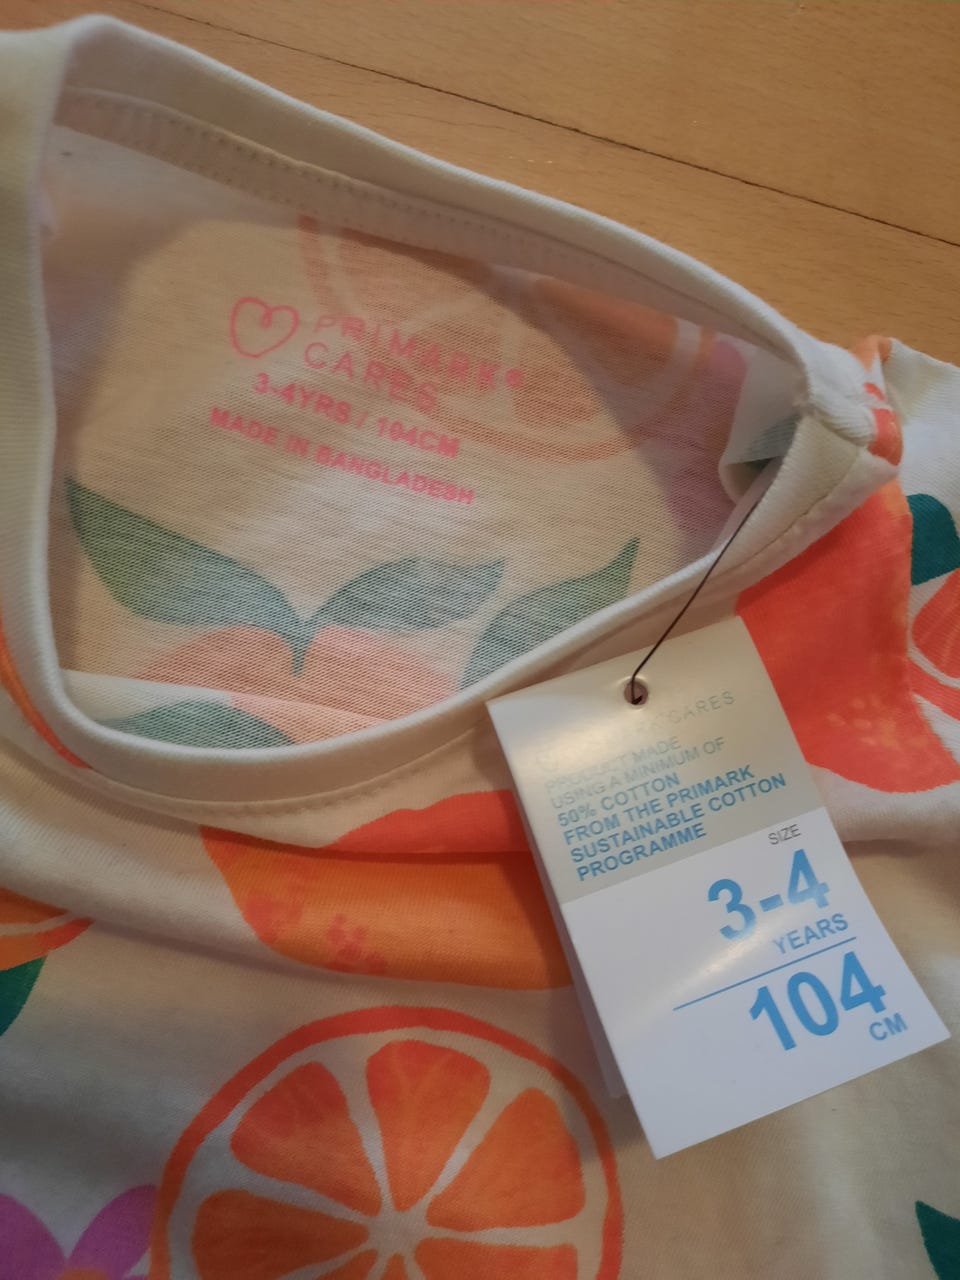 PRIMARK®
CARES
3-4YRS / 104CM
MADE IN BANGLADESH
CARES
PRODUCT MADE
USING A MINIMUM OF
50% COTTON
FROM THE PRIMARK
SUSTAINABLE COTTON
PROGRAMME
SIZE
3-4
YEARS
104
CM